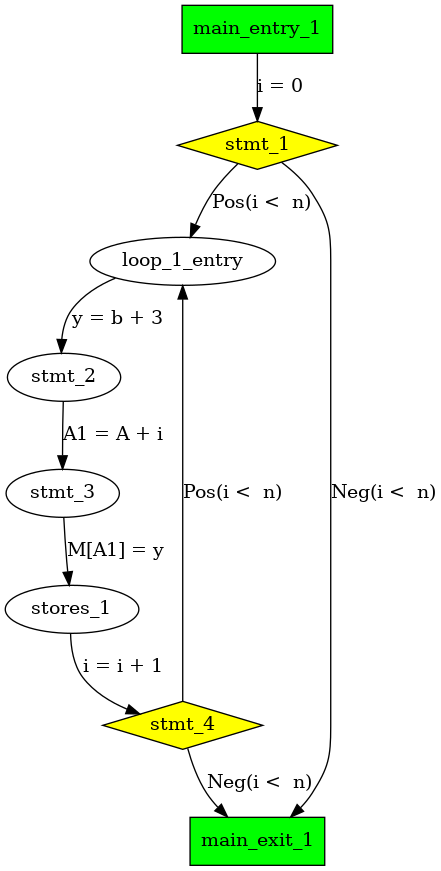 main_entry_1
i = 0
stmt_1
Pos(i <  n)
loop_1_entry
y = b + 3
stmt_2
A1 = A + i
stmt_3
Pos(i <  n)
Neg(i <  n)
M[A1] = y
stores_1
i = i + 1
stmt_4
Neg(i <  n)
main_exit_1